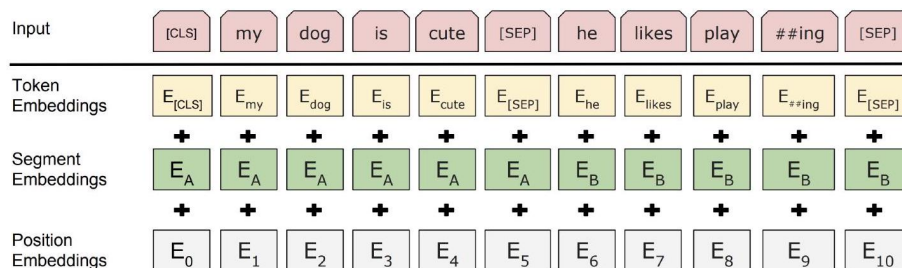 Input [CLS] my dog is cute [SEP] he likes play ##ing [SEP]
Token Embeddings E[CLS] Emy Edog Eis Ecute E[SEP] Ehe Elikes Eplay E##ing E[SEP]
+ + + + + + + + + + +
Segment Embeddings EA EA EA EA EA EA EB EB EB EB EB
+ + + + + + + + + + +
Position Embeddings E0 E1 E2 E3 E4 E5 E6 E7 E8 E9 E10